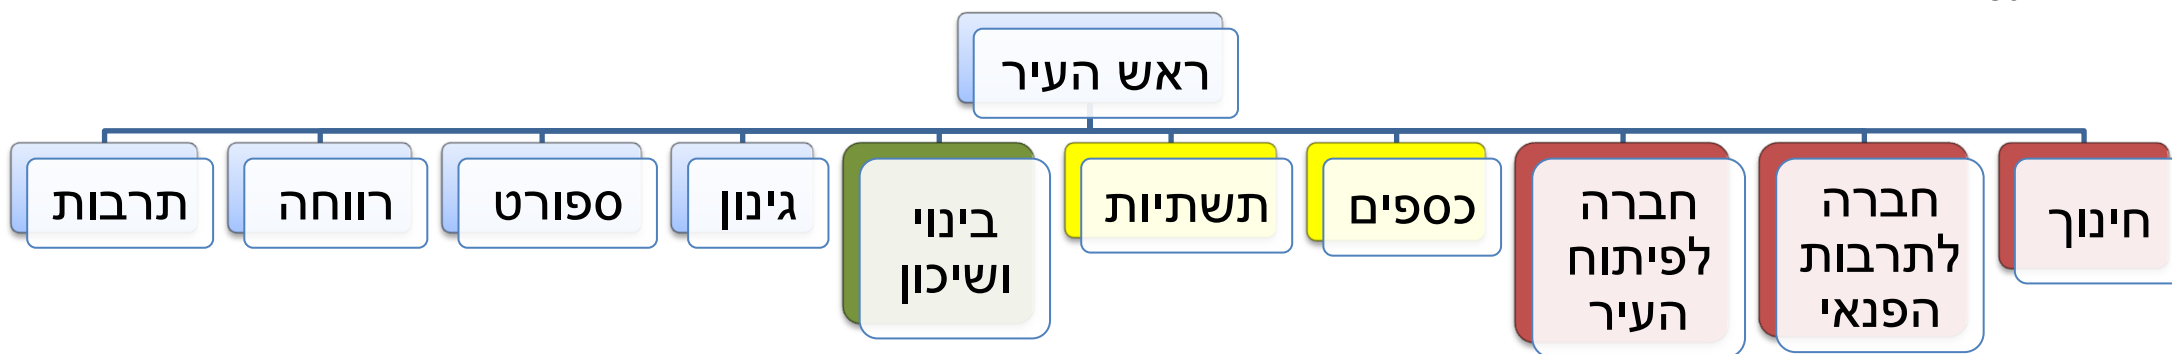 ראש העיר
חינוך
חברה
לתרבות
הפנאי
חברה
לפיתוח
העיר
כספים
תשתיות
בינוי
ושיכון
גינון
ספורט
רווחה
תרבות